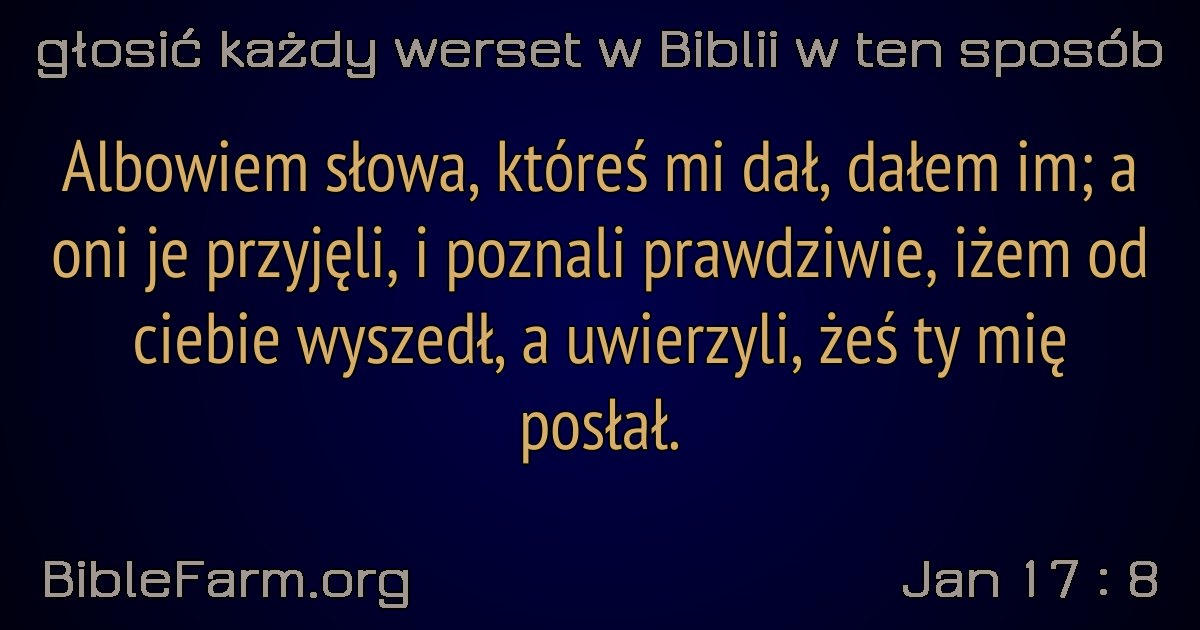 głosić każdy werset w Biblii w ten sposób
Albowiem słowa, któreś mi dał, dałem im; a
oni je przyjęli, i poznali prawdziwie, iżem od
ciebie wyszedł, a uwierzyli, żeś ty mię
posłał.
BibleFarm.org
Jan 17 : 8